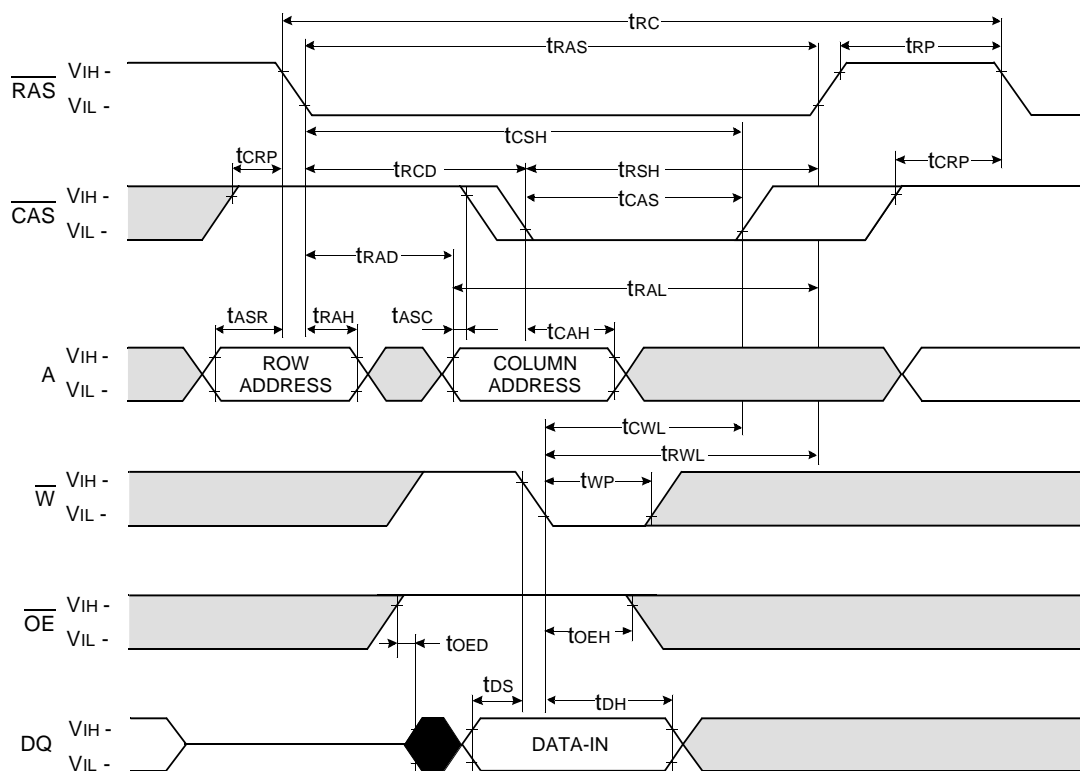 tRC
tRAS
tRP
RAS
VIH -
VIL -
tCSH
tCRP
tRCD
tRSH
tCRP
CAS
VIH -
VIL -
tCAS
tRAD
tRAL
tASR
tRAH
tASC
tCAH
A
VIH -
VIL -
ROW
ADDRESS
COLUMN
ADDRESS
tCWL
tRWL
W
VIH -
VIL -
tWP
OE
VIH -
VIL -
tOED
tOEH
tDS
tDH
DQ
VIH -
VIL -
DATA-IN